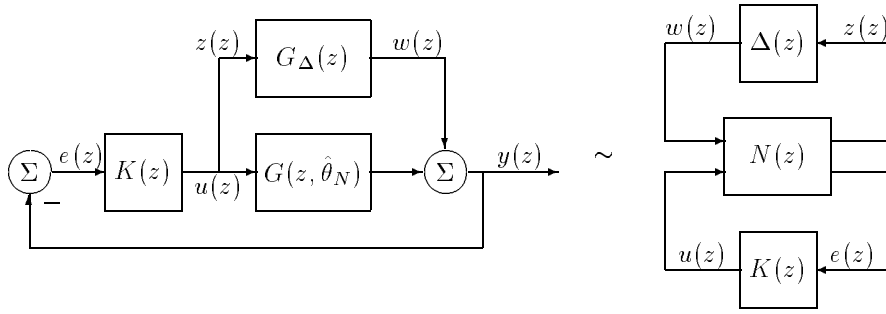 z(z)
G_Δ(z)
w(z)
Σ
e(z)
K(z)
u(z)
G(z, θ̂_N)
Σ
y(z)
−
∼
w(z)
Δ(z)
z(z)
N(z)
u(z)
K(z)
e(z)